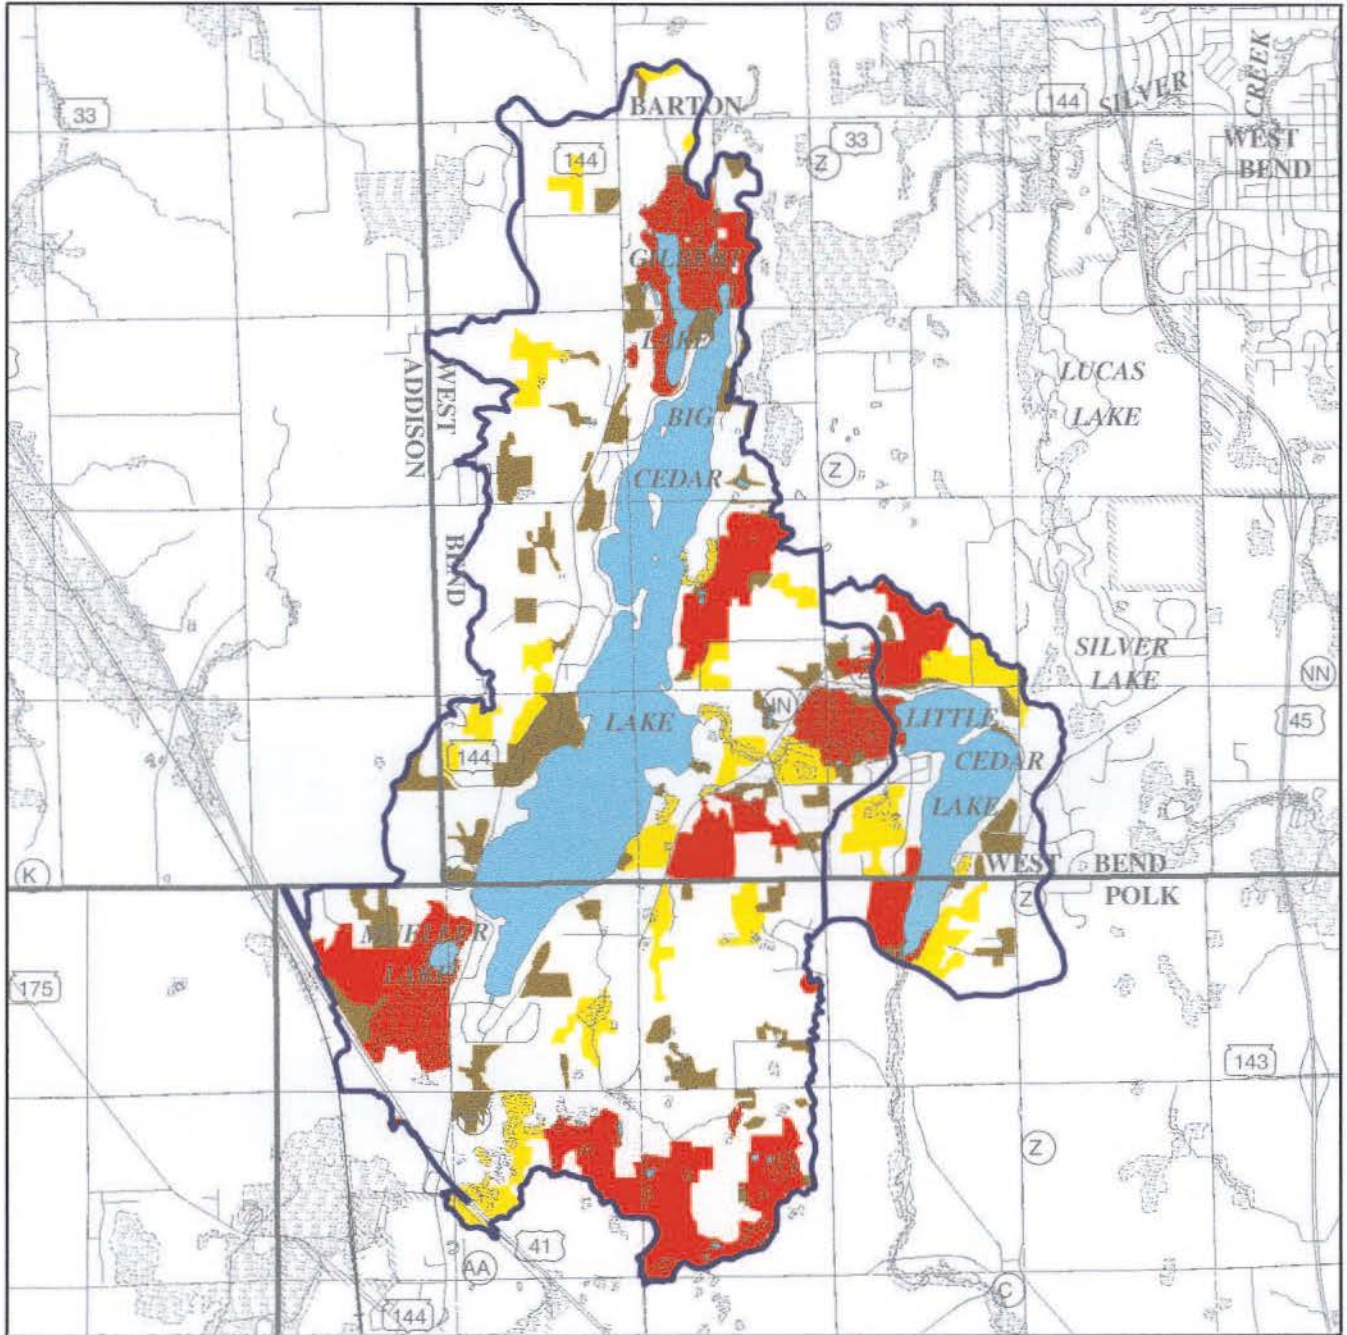 BARTON
33
144
33
Z
144
SILVER
CREEK
WEST
BEND
GILBERT
LAKE
ADDISON
WEST
BEND
BIG
CEDAR
LAKE
Z
LUCAS
LAKE
SILVER
LAKE
NN
45
NN
LITTLE
CEDAR
LAKE
144
K
WEST BEND
POLK
Z
MUELLER
LAKE
175
143
Z
41
AA
144
C